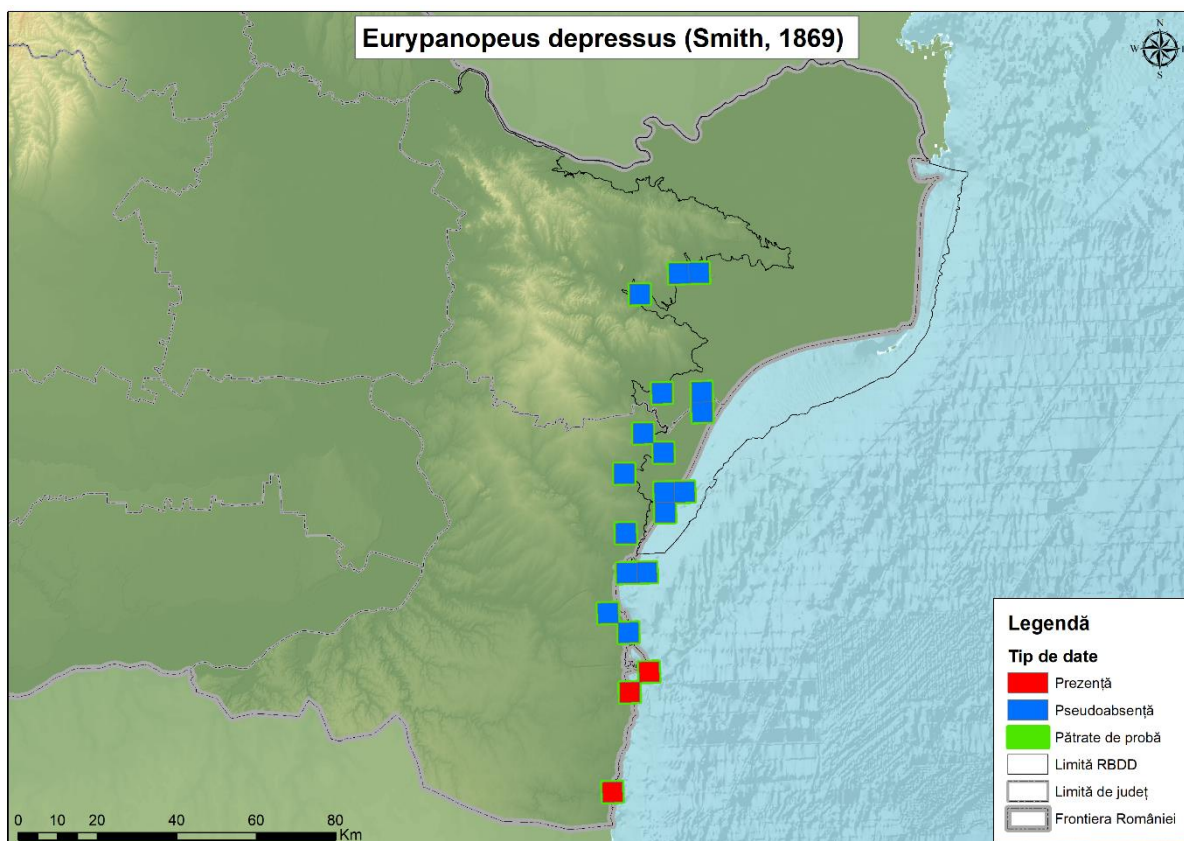 Eurypanopeus depressus (Smith, 1869)
N
W E
S
Legendă
Tip de date
Prezență
Pseudoabsență
Pătrate de probă
Limită RBDD
Limită de județ
Frontiera României
0 10 20 40 60 80
Km